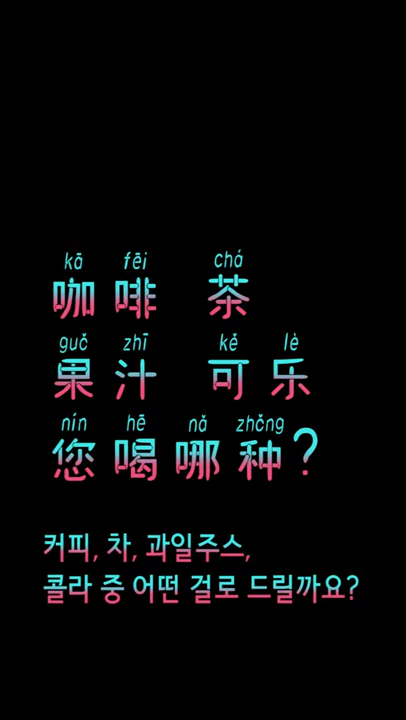 kā fēi chá
咖啡 茶
guǒ zhī kě lè
果汁 可乐
nín hē nǎ zhǒng
您喝哪种?
커피, 차, 과일주스,
콜라 중 어떤 걸로 드릴까요?